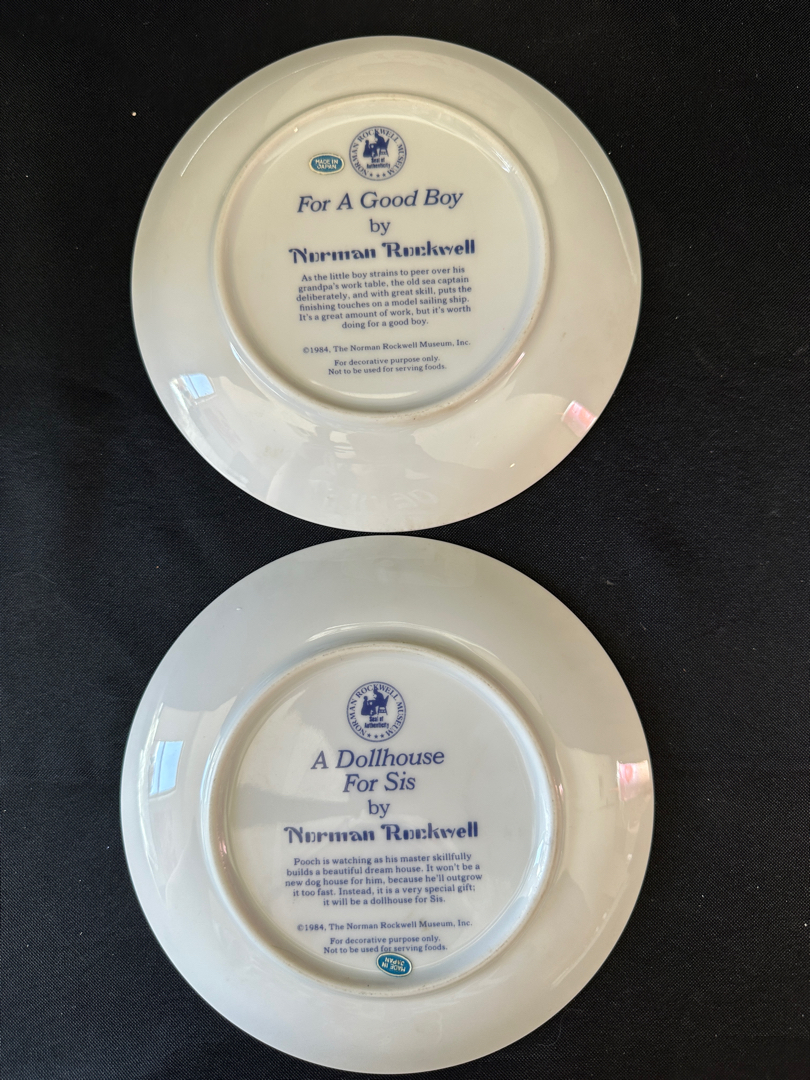 NORMAN ROCKWELL MUSEUM
Seal of
Authenticity
MADE IN
JAPAN
For A Good Boy
by
Norman Rockwell
As the little boy strains to peer over his
grandpa's work table, the old sea captain
deliberately, and with great skill, puts the
finishing touches on a model sailing ship.
It's a great amount of work, but it's worth
doing for a good boy.
©1984, The Norman Rockwell Museum, Inc.
For decorative purpose only.
Not to be used for serving foods.
NORMAN ROCKWELL MUSEUM
Seal of
Authenticity
A Dollhouse
For Sis
by
Norman Rockwell
Pooch is watching as his master skillfully
builds a beautiful dream house. It won't be a
new dog house for him, because he'll outgrow
it too fast. Instead, it is a very special gift;
it will be a dollhouse for Sis.
©1984, The Norman Rockwell Museum, Inc.
For decorative purpose only.
Not to be used for serving foods.
MADE IN
JAPAN